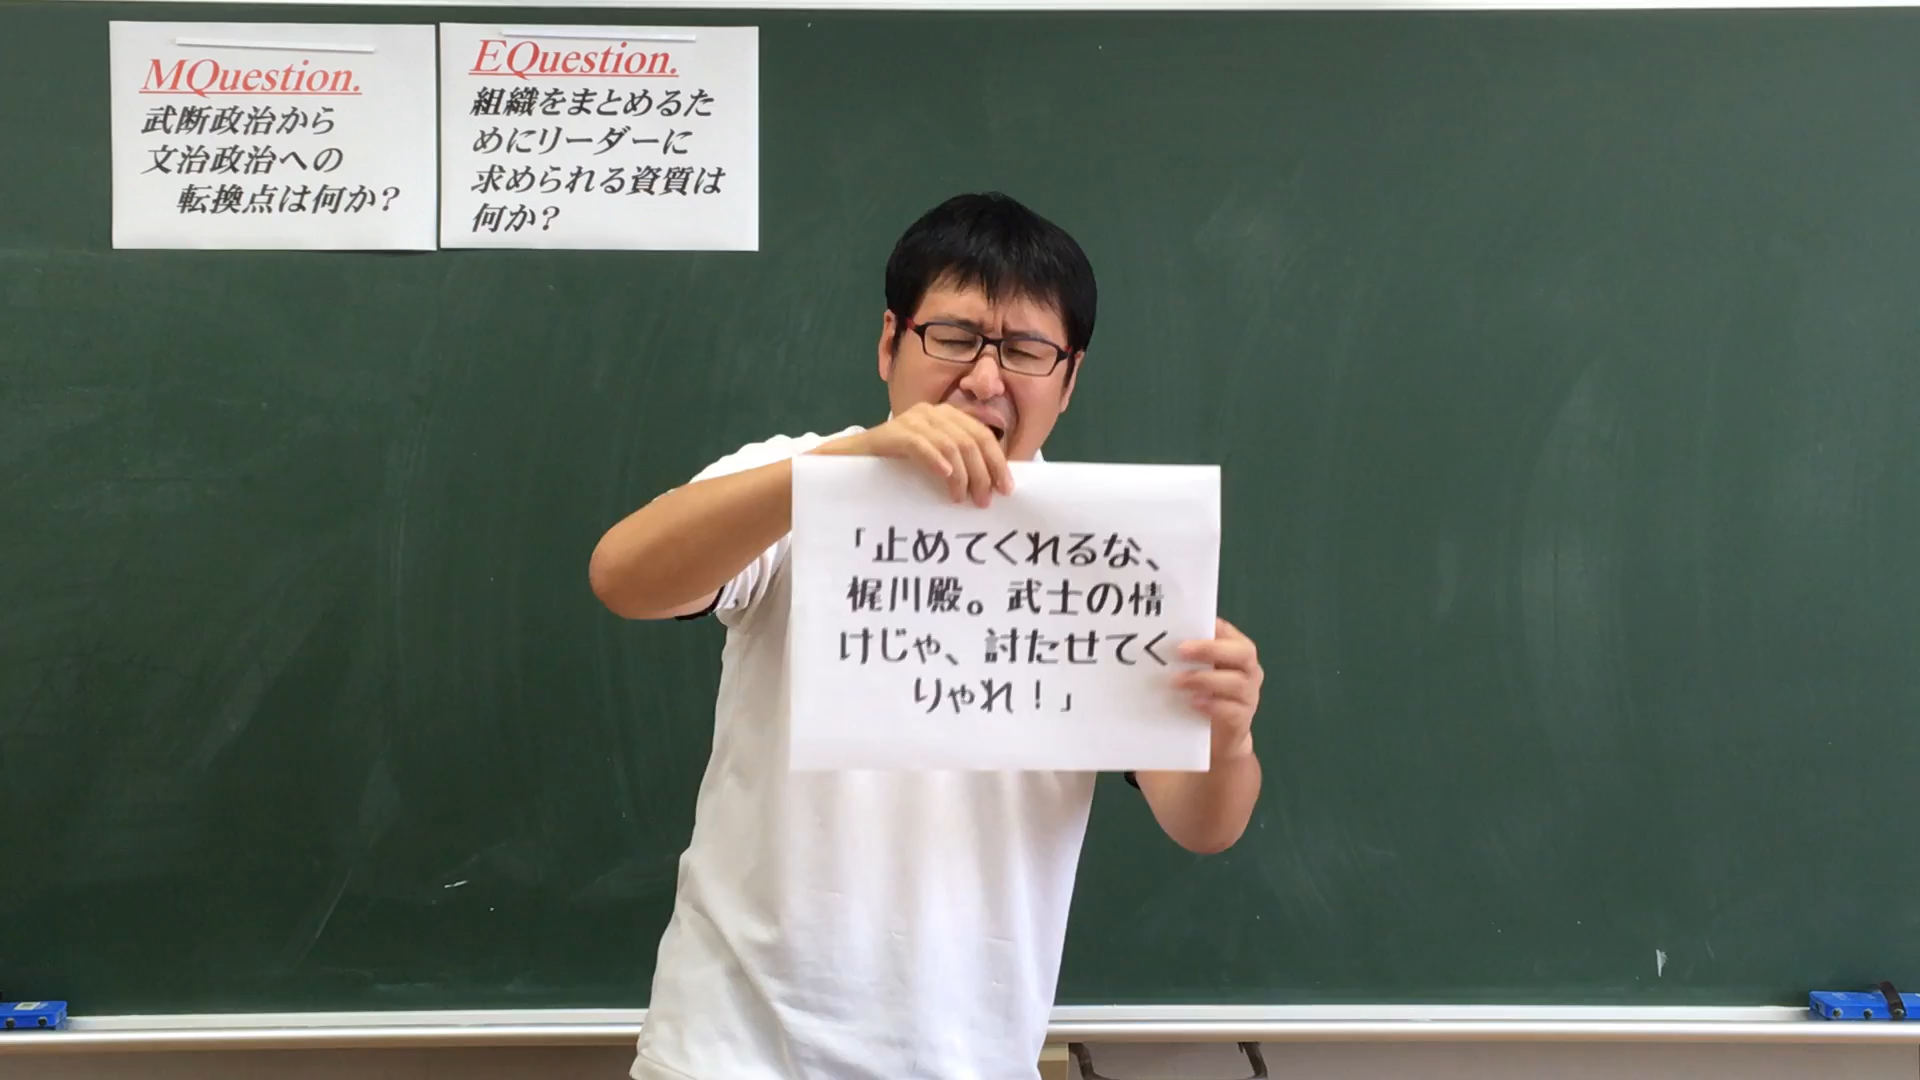 MQuestion.
武断政治から
文治政治への
転換点は何か?
EQuestion.
組織をまとめるた
めにリーダーに
求められる資質は
何か?
「止めてくれるな、
梶川殿。武士の情
けじゃ、討たせてく
りゃれ!」